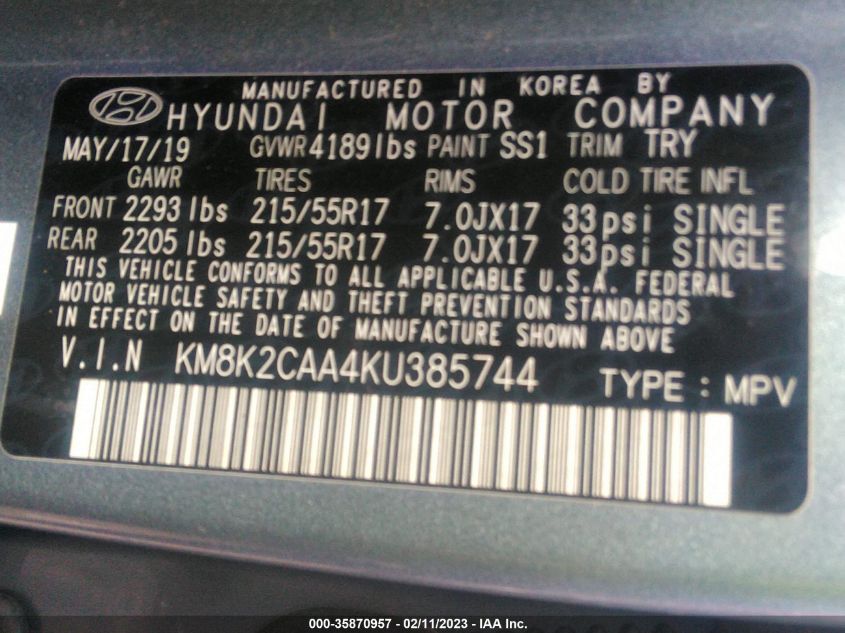 MANUFACTURED IN KOREA BY
HYUNDAI MOTOR COMPANY
MAY/17/19 GVWR 4189lbs PAINT SS1 TRIM TRY
GAWR TIRES RIMS COLD TIRE INFL
FRONT 2293 lbs 215/55R17 7.0JX17 33psi SINGLE
REAR 2205 lbs 215/55R17 7.0JX17 33psi SINGLE
THIS VEHICLE CONFORMS TO ALL APPLICABLE U.S.A. FEDERAL
MOTOR VEHICLE SAFETY AND THEFT PREVENTION STANDARDS
IN EFFECT ON THE DATE OF MANUFACTURE SHOWN ABOVE
V.I.N KM8K2CAA4KU385744 TYPE : MPV
000-35870957 - 02/11/2023 - IAA Inc.